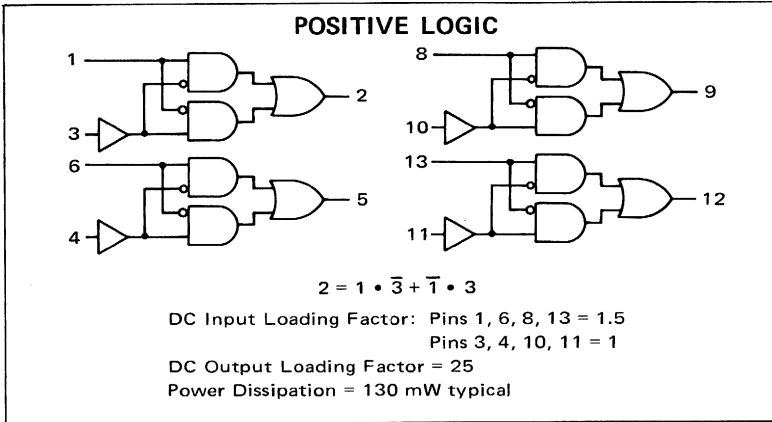 POSITIVE LOGIC
1
2
3
6
5
4
8
9
10
13
12
11
2 = 1 • 3̅ + 1̅ • 3
DC Input Loading Factor: Pins 1, 6, 8, 13 = 1.5
Pins 3, 4, 10, 11 = 1
DC Output Loading Factor = 25
Power Dissipation = 130 mW typical